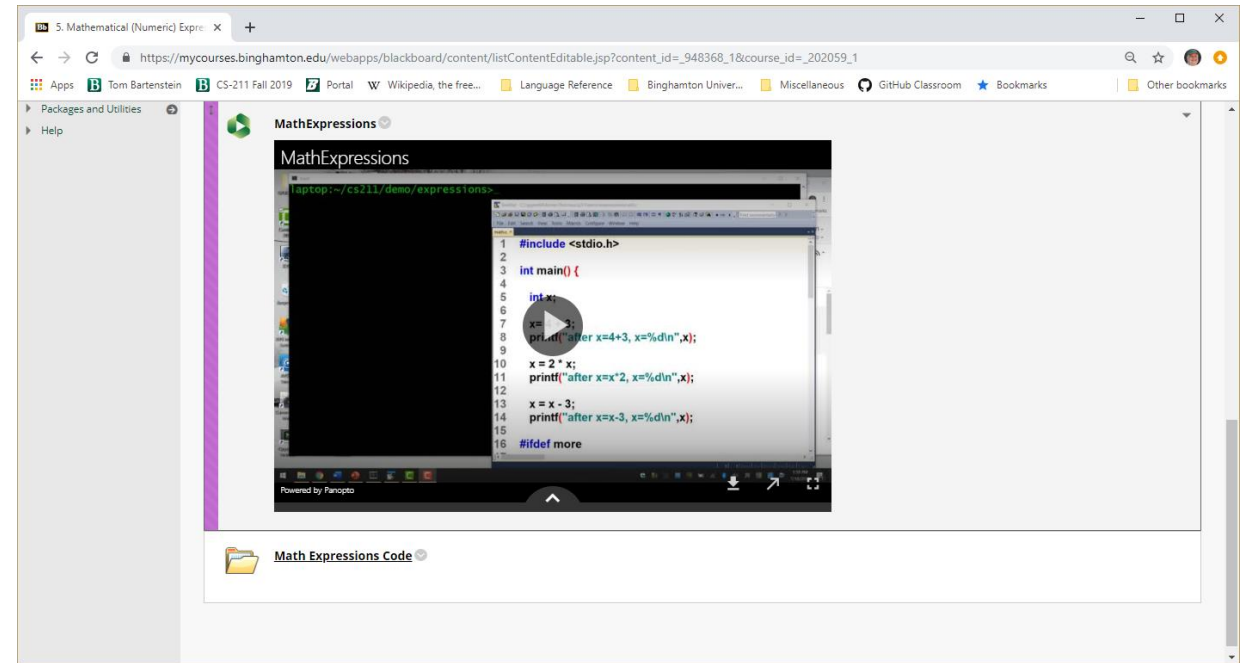 5. Mathematical (Numeric) Expre
https://mycourses.binghamton.edu/webapps/blackboard/content/listContentEditable.jsp?content_id=_948368_1&course_id=_202059_1
Apps Tom Bartenstein CS-211 Fall 2019 Portal Wikipedia, the free... Language Reference Binghamton Univer... Miscellaneous GitHub Classroom Bookmarks Other bookmarks
Packages and Utilities
Help
MathExpressions
MathExpressions
laptop:~/cs211/demo/expressions>
1 #include <stdio.h>
2
3 int main() {
4
5 int x;
6
7 x= 3;
8 printf("after x=4+3, x=%d\n",x);
9
10 x = 2 * x;
11 printf("after x=x*2, x=%d\n",x);
12
13 x = x - 3;
14 printf("after x=x-3, x=%d\n",x);
15
16 #ifdef more
Powered by Panopto
Math Expressions Code